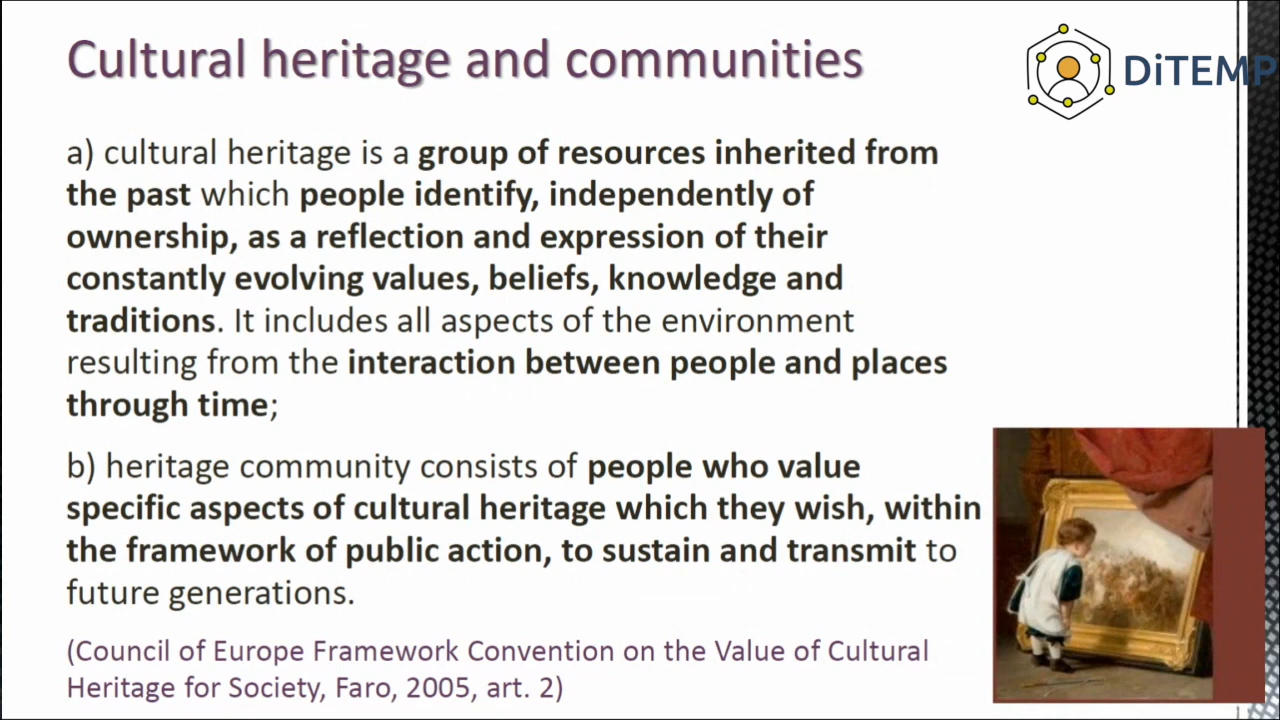 Cultural heritage and communities
DiTEMP
a) cultural heritage is a group of resources inherited from
the past which people identify, independently of
ownership, as a reflection and expression of their
constantly evolving values, beliefs, knowledge and
traditions. It includes all aspects of the environment
resulting from the interaction between people and places
through time;
b) heritage community consists of people who value
specific aspects of cultural heritage which they wish, within
the framework of public action, to sustain and transmit to
future generations.
(Council of Europe Framework Convention on the Value of Cultural
Heritage for Society, Faro, 2005, art. 2)